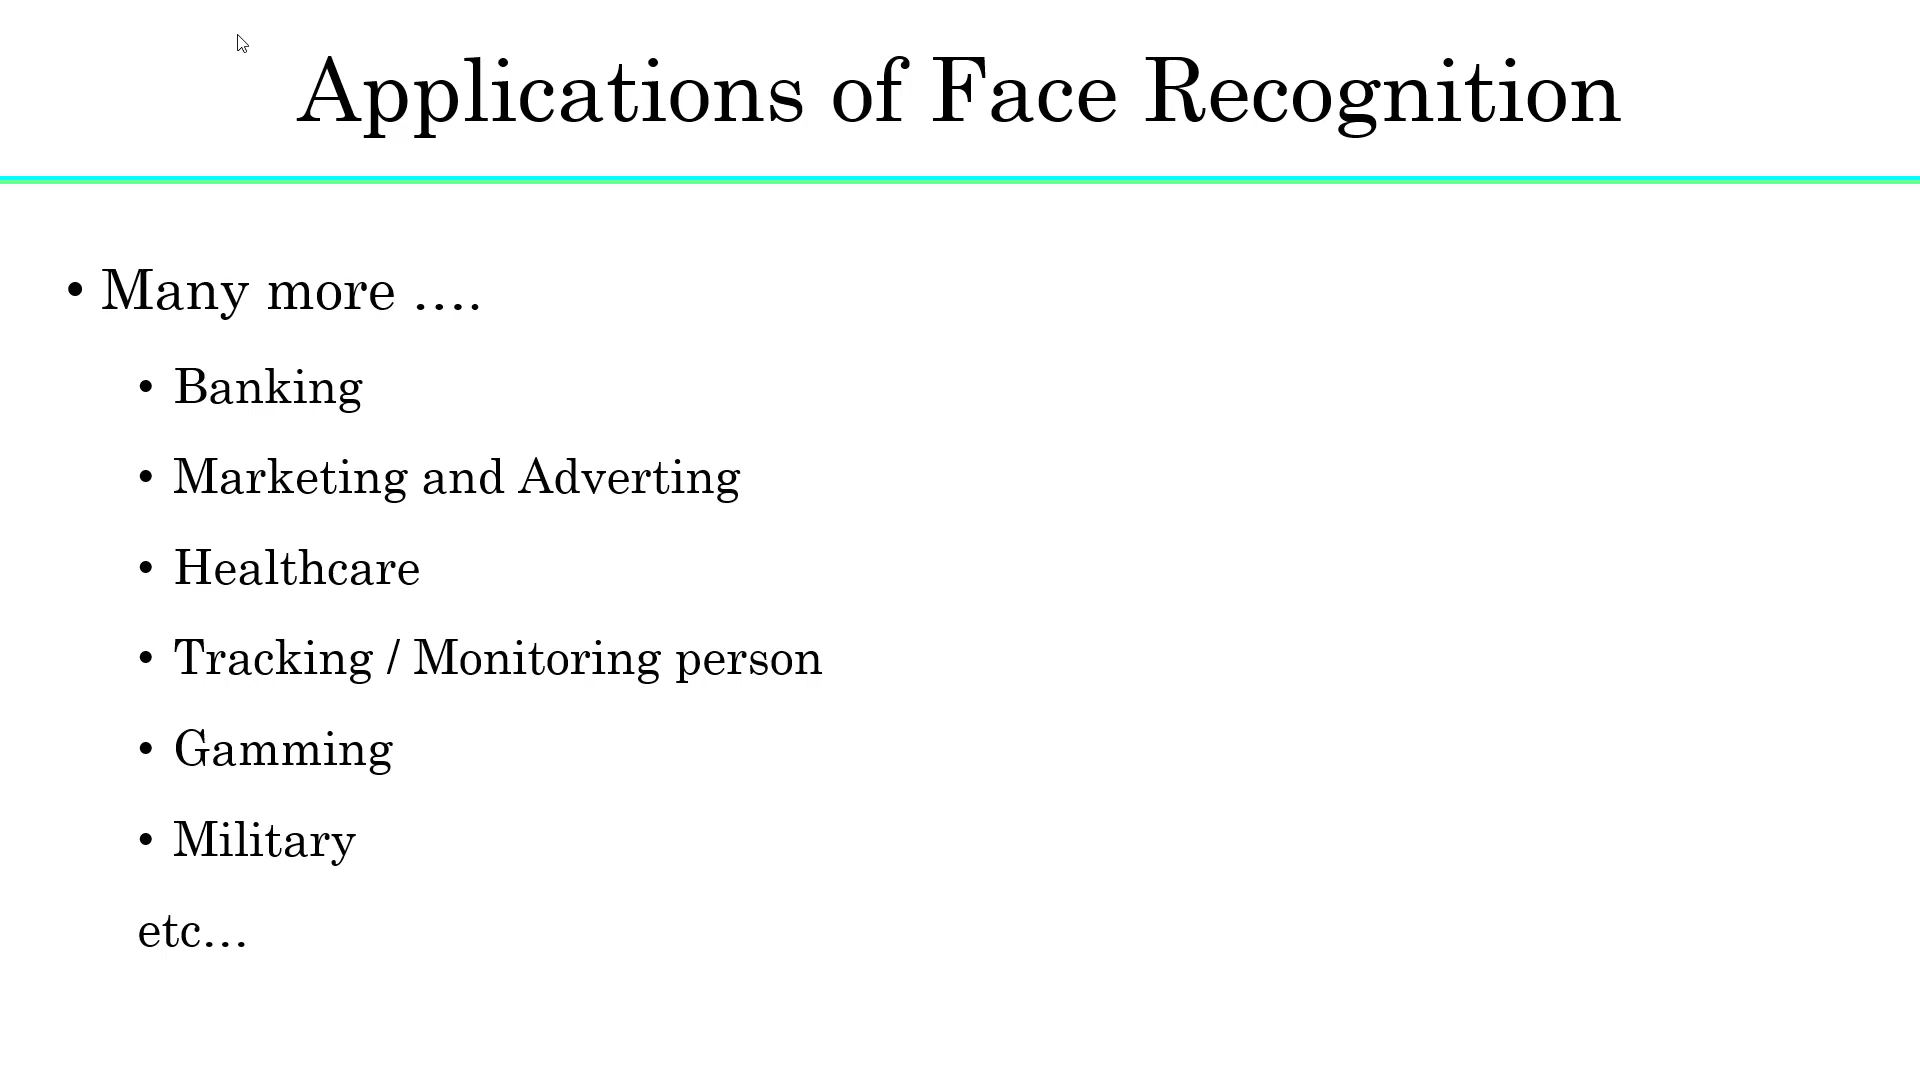 Applications of Face Recognition
• Many more ....
• Banking
• Marketing and Adverting
• Healthcare
• Tracking / Monitoring person
• Gamming
• Military
etc...